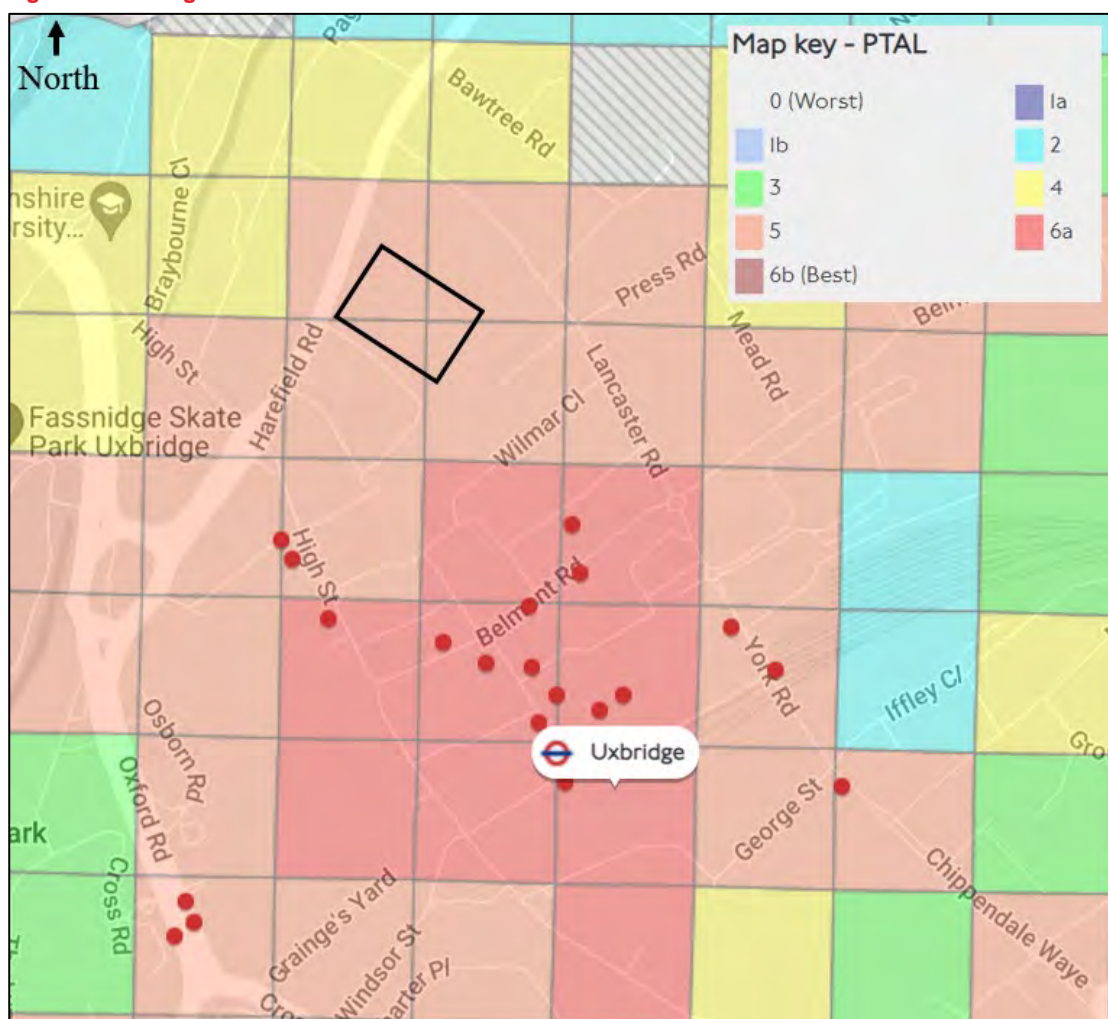 North
Map key - PTAL
0 (Worst)
1a
1b
2
3
4
5
6a
6b (Best)
Bawtree Rd
nshire
rsity...
Braybourne Cl
Press Rd
High St
Harefield Rd
Mead Rd
Lancaster Rd
Fassnidge Skate
Park Uxbridge
Wilmar Cl
High St
Belmont Rd
York Rd
Iffley Cl
Uxbridge
Osborn Rd
Oxford Rd
George St
ark
Cross Rd
Chippendale Waye
Grainge's Yard
Windsor St